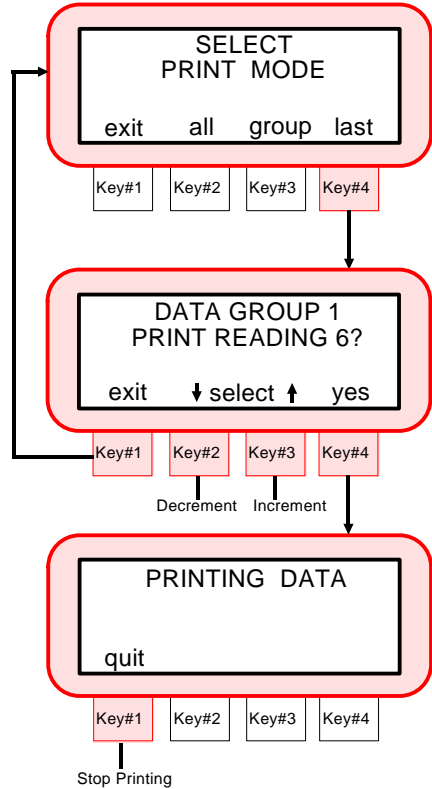 SELECT
PRINT MODE
exit all group last
Key#1 Key#2 Key#3 Key#4
DATA GROUP 1
PRINT READING 6?
exit select yes
Key#1 Key#2 Key#3 Key#4
Decrement Increment
PRINTING DATA
quit
Key#1 Key#2 Key#3 Key#4
Stop Printing